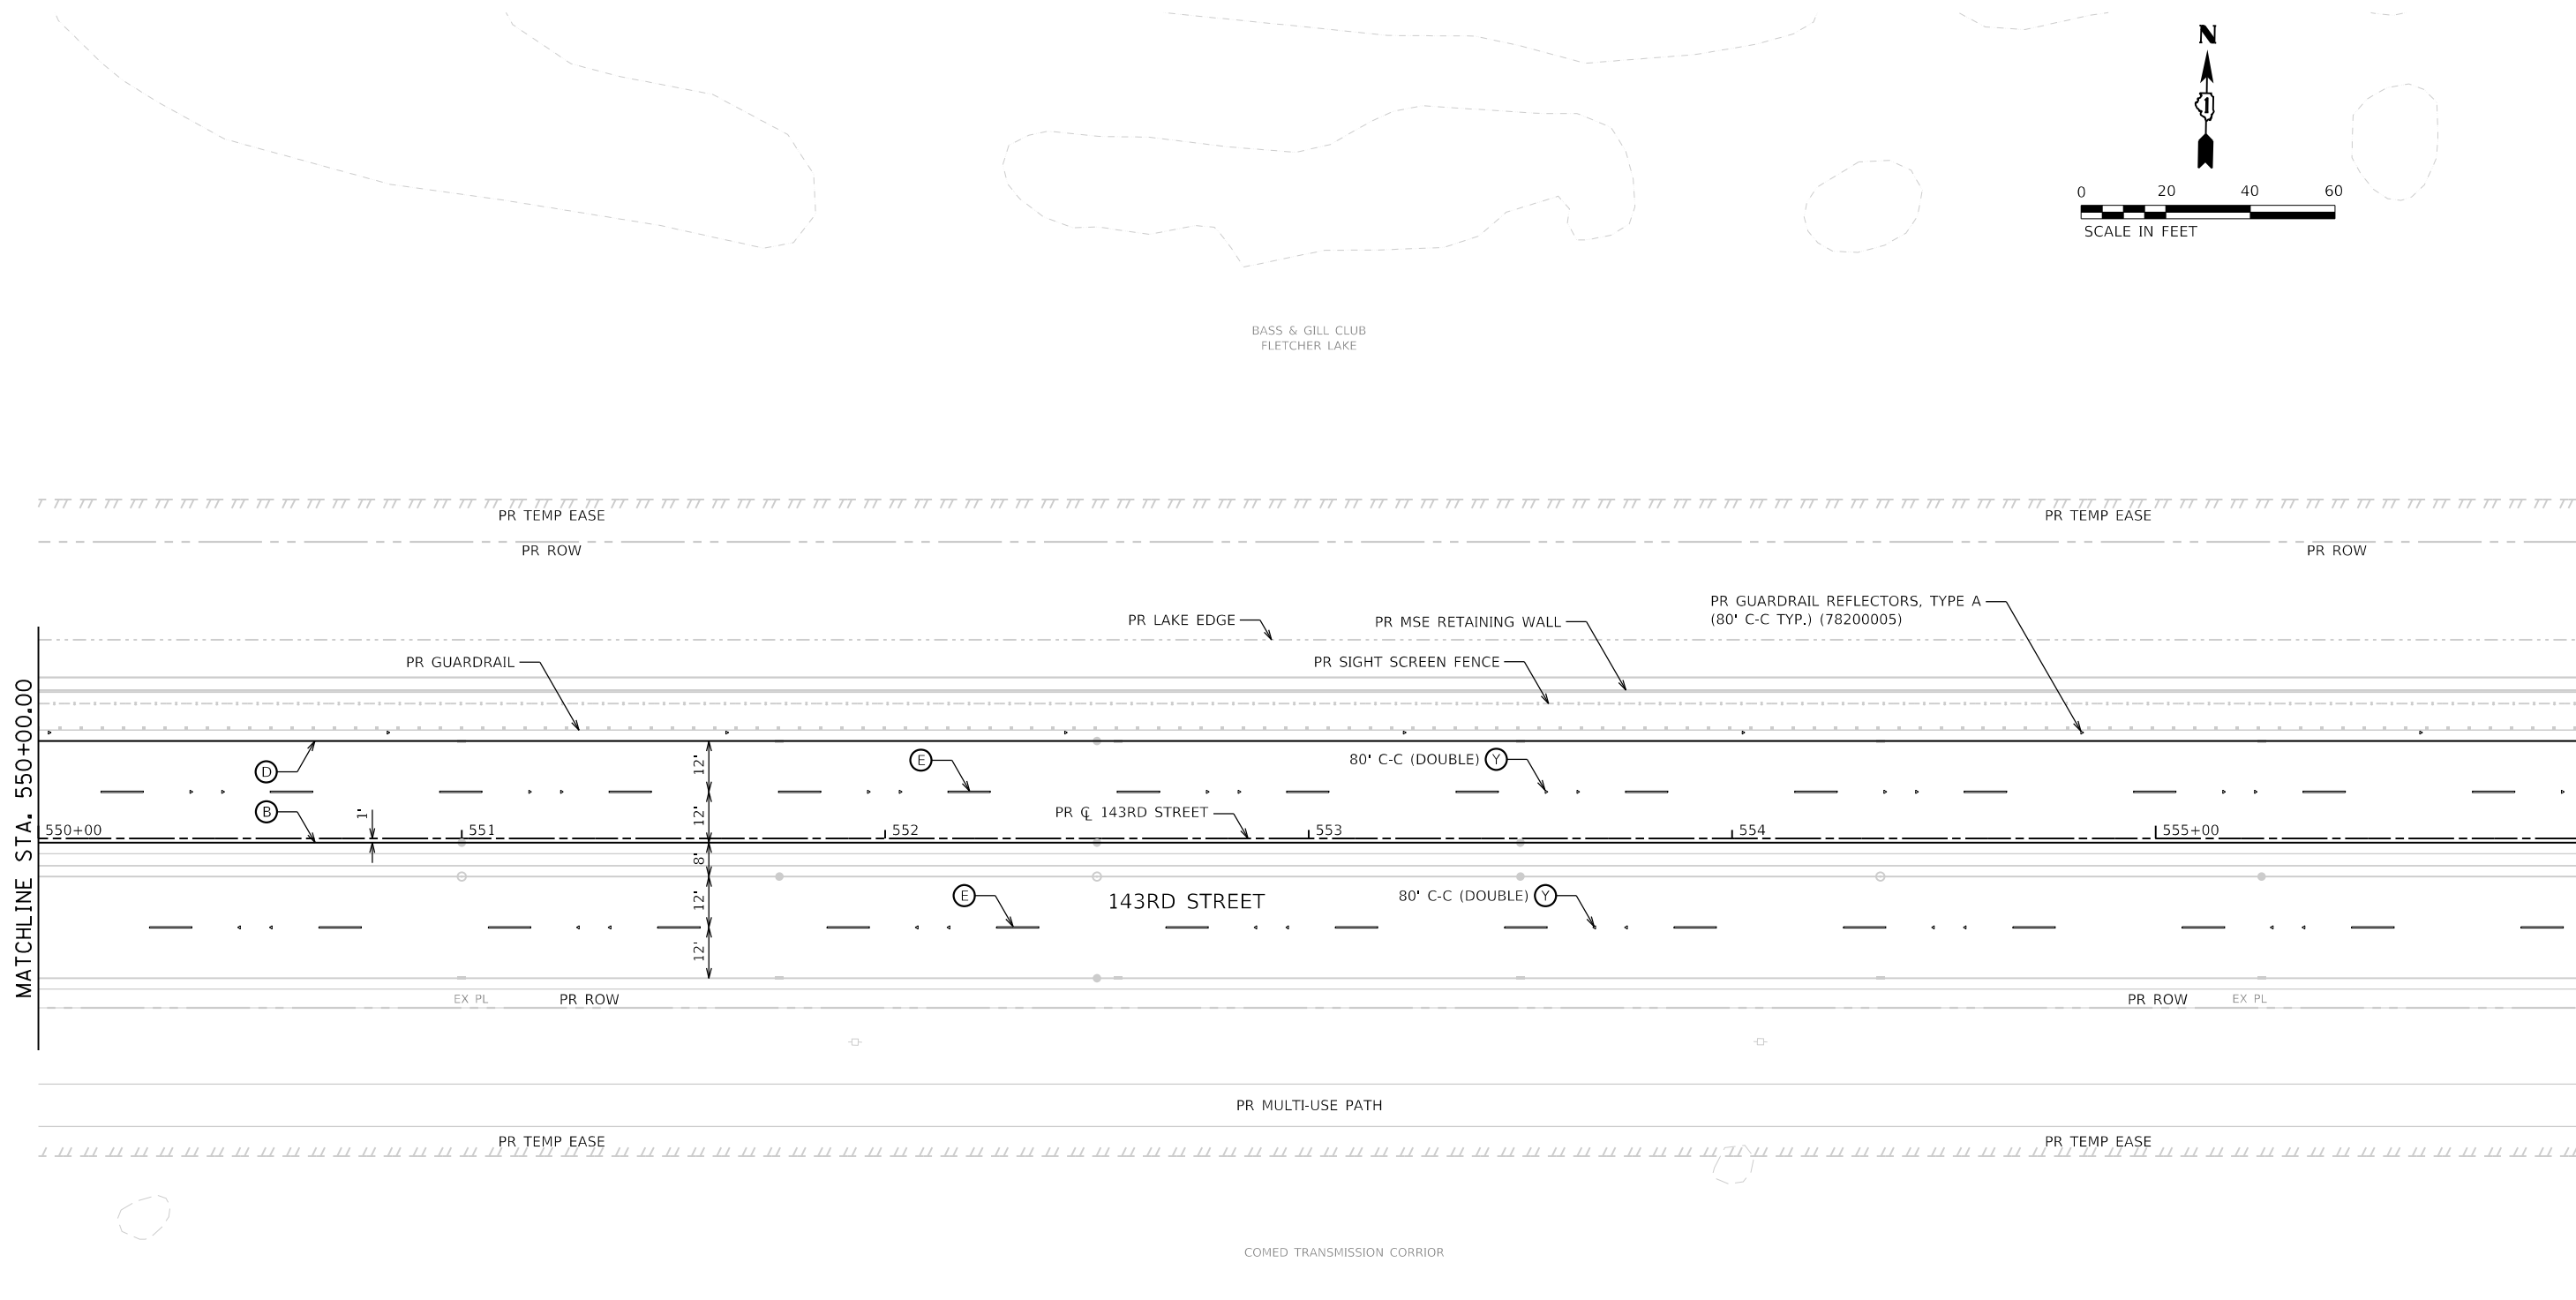 N
1
0 20 40 60
SCALE IN FEET
BASS & GILL CLUB
FLETCHER LAKE
PR TEMP EASE
PR TEMP EASE
PR ROW
PR ROW
PR GUARDRAIL REFLECTORS, TYPE A
(80' C-C TYP.) (78200005)
PR LAKE EDGE
PR MSE RETAINING WALL
PR GUARDRAIL
PR SIGHT SCREEN FENCE
MATCHLINE STA. 550+00.00
D
12'
E
80' C-C (DOUBLE) Y
B
1'
12'
PR ℄ 143RD STREET
550+00
551
552
553
554
555+00
8'
12'
E
143RD STREET
80' C-C (DOUBLE) Y
12'
EX PL
PR ROW
PR ROW
EX PL
PR MULTI-USE PATH
PR TEMP EASE
PR TEMP EASE
COMED TRANSMISSION CORRIOR